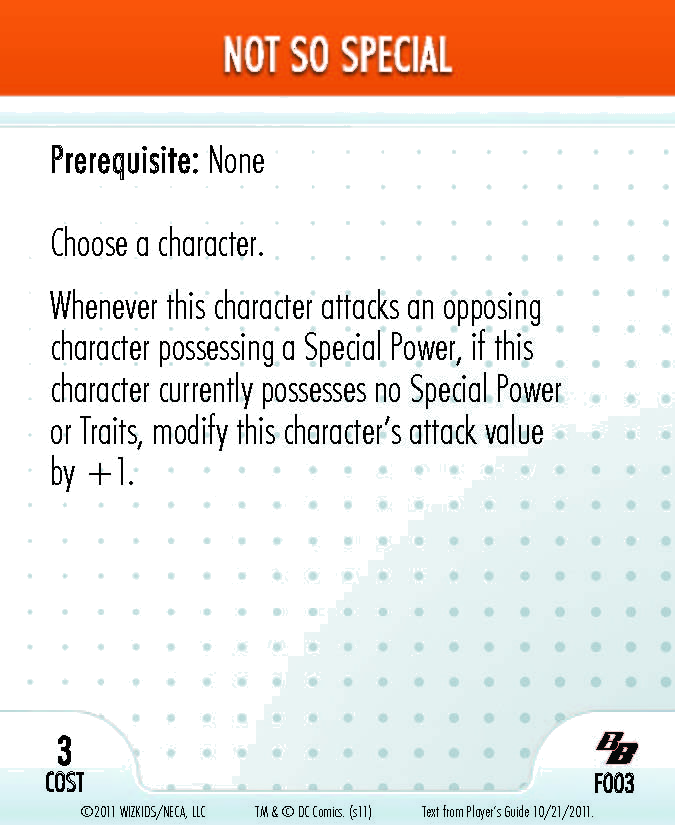 NOT SO SPECIAL
Prerequisite: None
Choose a character.
Whenever this character attacks an opposing
character possessing a Special Power, if this
character currently possesses no Special Power
or Traits, modify this character's attack value
by +1.
3
COST
BB
F003
©2011 WIZKIDS/NECA, LLC TM & © DC Comics. (s11) Text from Player's Guide 10/21/2011.